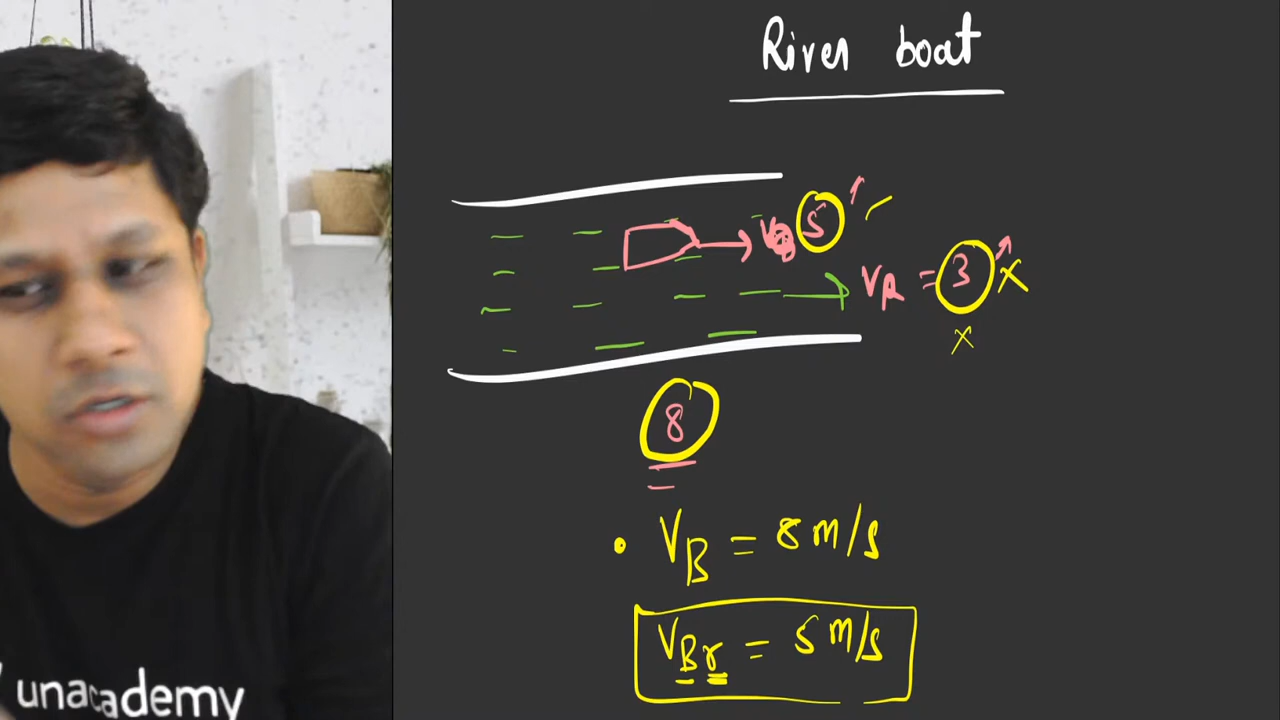 River boat
5
VR = 3 x
x
8
• VB = 8 m/s
VBr = 5 m/s
unacademy